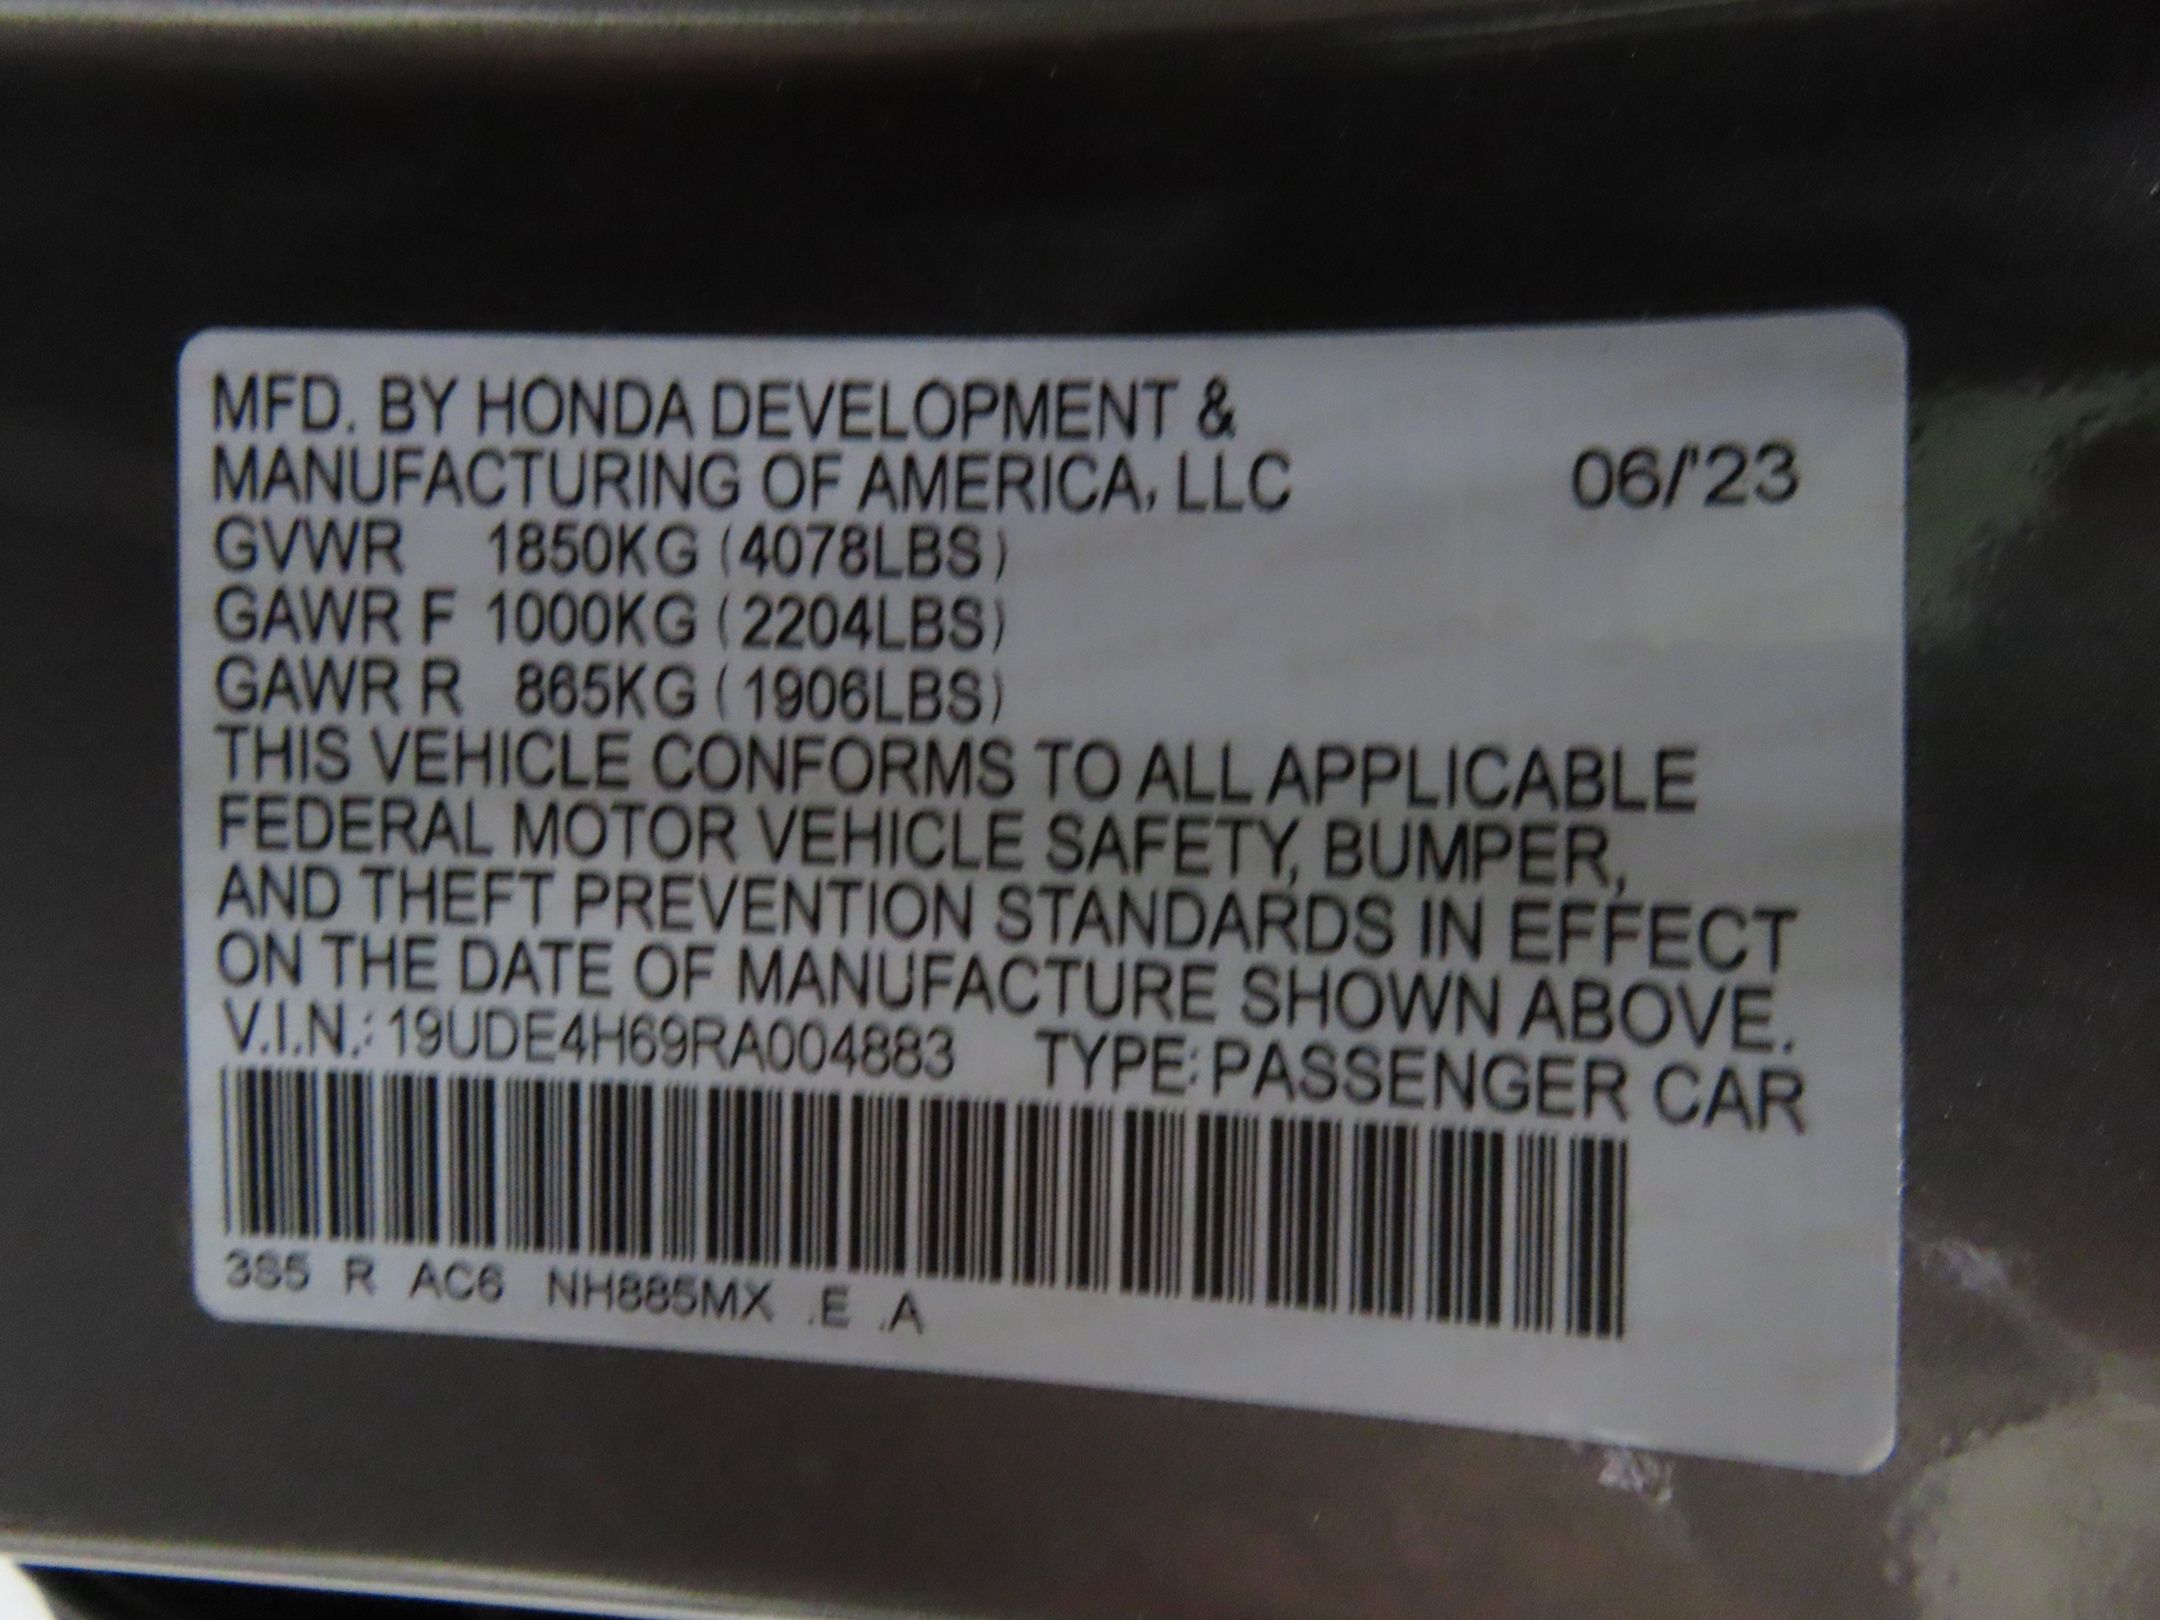 MFD. BY HONDA DEVELOPMENT &
MANUFACTURING OF AMERICA, LLC 06/'23
GVWR 1850KG (4078LBS)
GAWR F 1000KG (2204LBS)
GAWR R 865KG (1906LBS)
THIS VEHICLE CONFORMS TO ALL APPLICABLE
FEDERAL MOTOR VEHICLE SAFETY, BUMPER,
AND THEFT PREVENTION STANDARDS IN EFFECT
ON THE DATE OF MANUFACTURE SHOWN ABOVE.
V.I.N.: 19UDE4H69RA004883 TYPE: PASSENGER CAR
3S5 R AC6 NH885MX .E .A